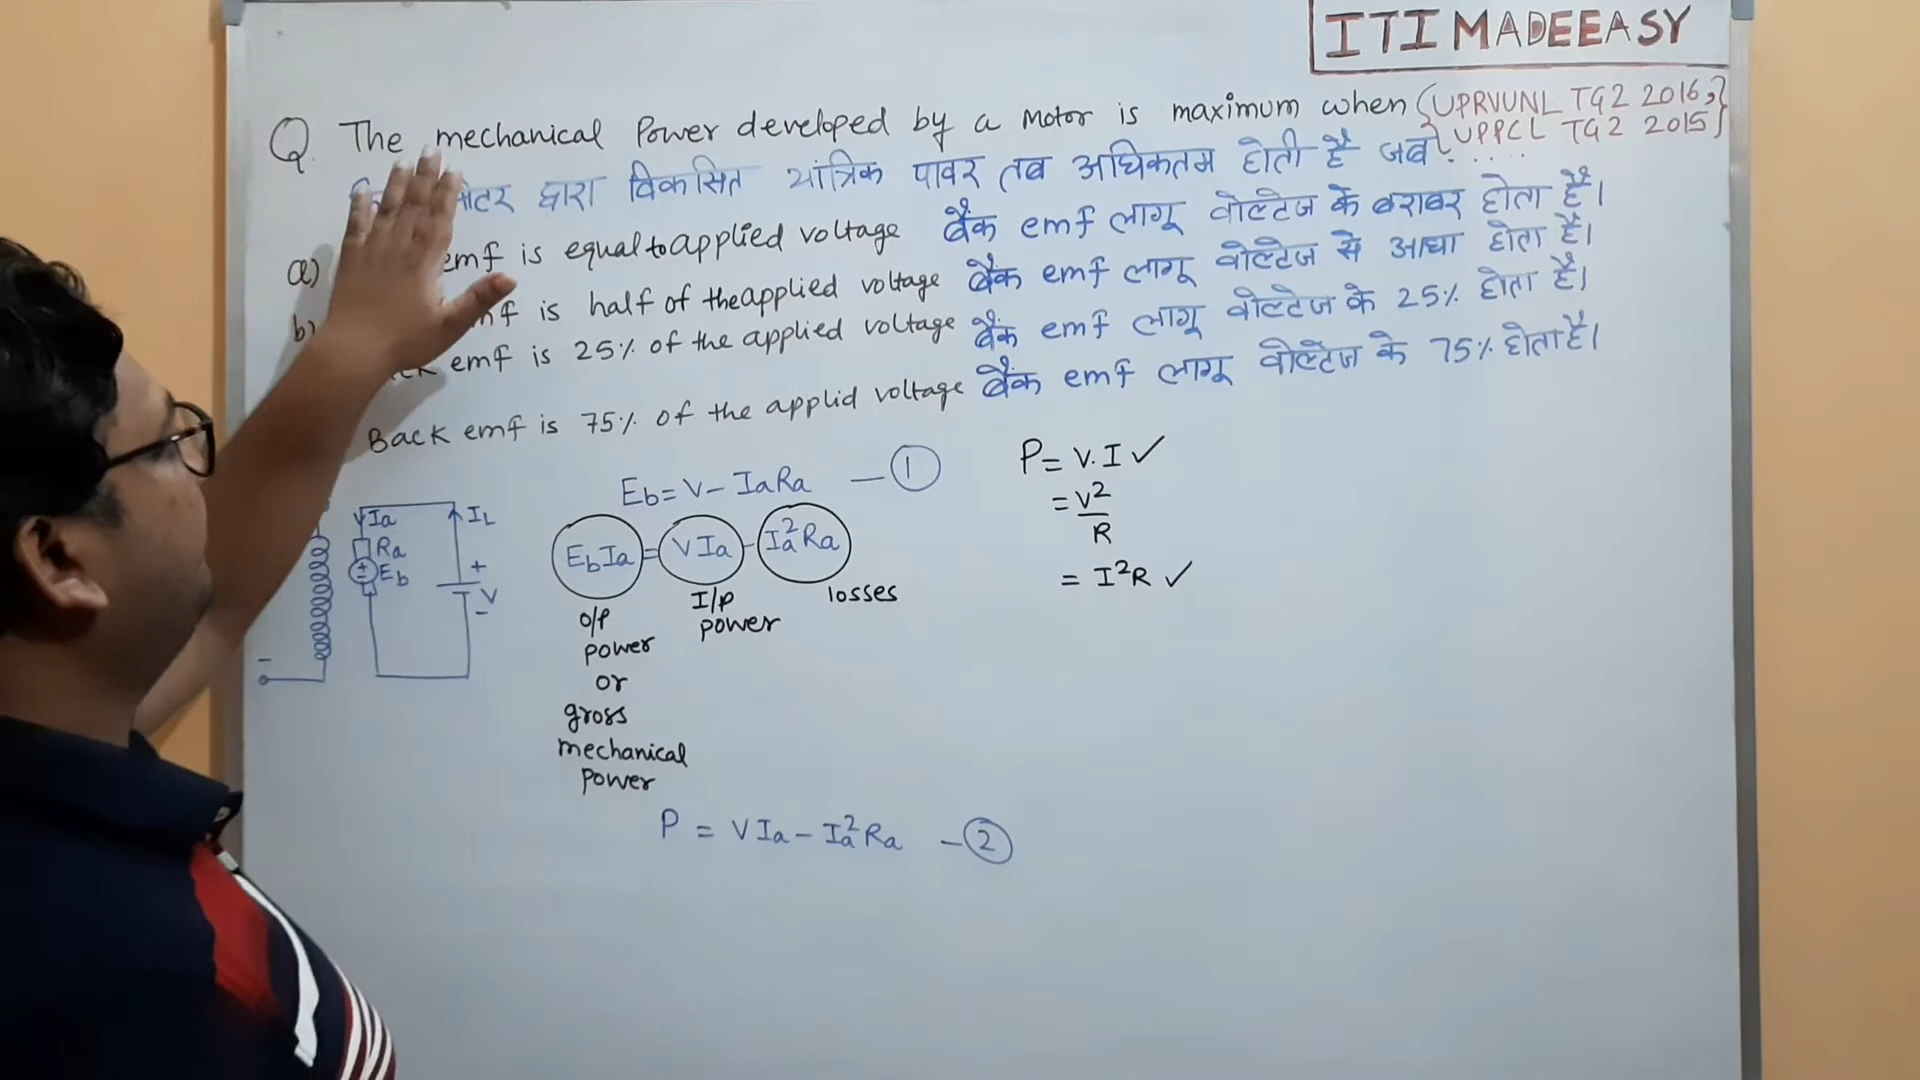 ITI MADEEASY
Q. The mechanical Power developed by a Motor is maximum when {UPRVUNL TG2 2016,}
{UPPCL TG2 2015}
मोटर द्वारा विकसित यांत्रिक पावर तब अधिकतम होती है जब .....
a) emf is equal to applied voltage बैक emf लागू वोल्टेज के बराबर होता है।
b) emf is half of the applied voltage बैक emf लागू वोल्टेज से आधा होता है।
emf is 25% of the applied voltage बैक emf लागू वोल्टेज के 25% होता है।
Back emf is 75% of the applid voltage बैक emf लागू वोल्टेज के 75% होता है।
Eb = V - IaRa — 1
EbIa = VIa - Ia²Ra
o/p
power
or
gross
mechanical
power
I/P
power
losses
P = V.I ✓
= V²/R
= I²R ✓
Ia
IL
Ra
Eb
+
V
-
-
P = VIa - Ia²Ra — 2